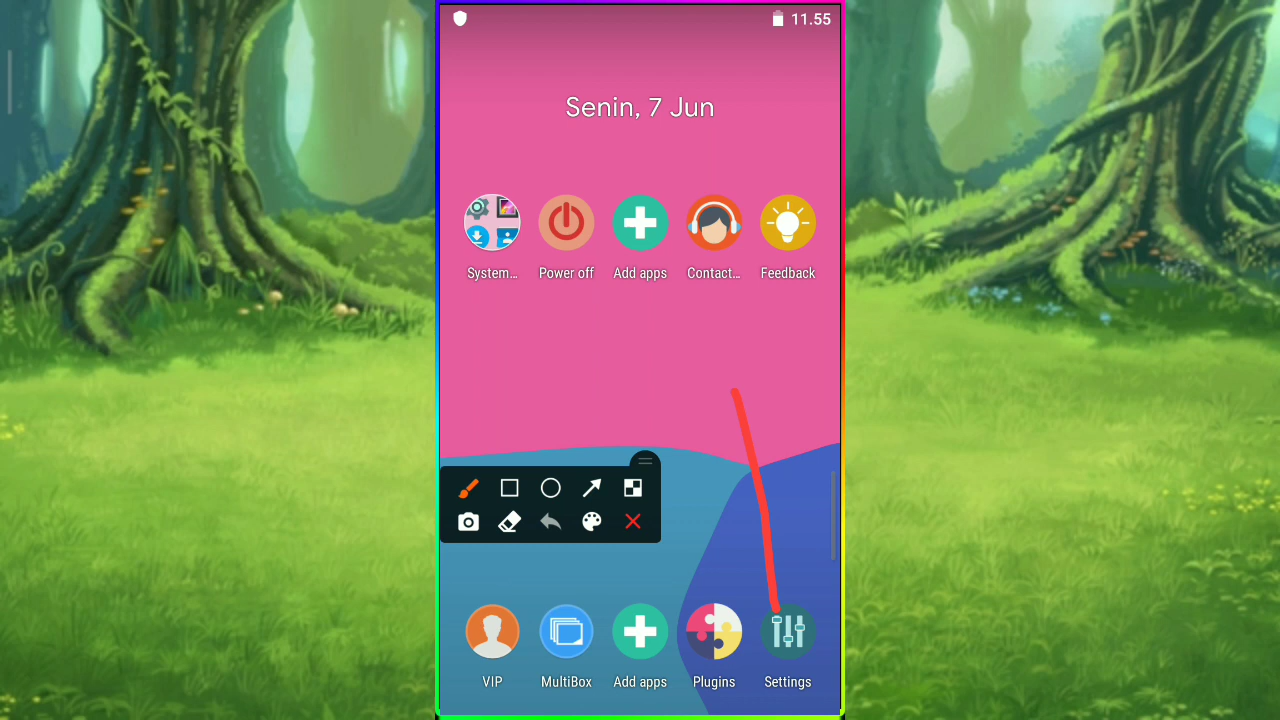 11.55
Senin, 7 Jun
System...
Power off
Add apps
Contact...
Feedback
VIP
MultiBox
Add apps
Plugins
Settings